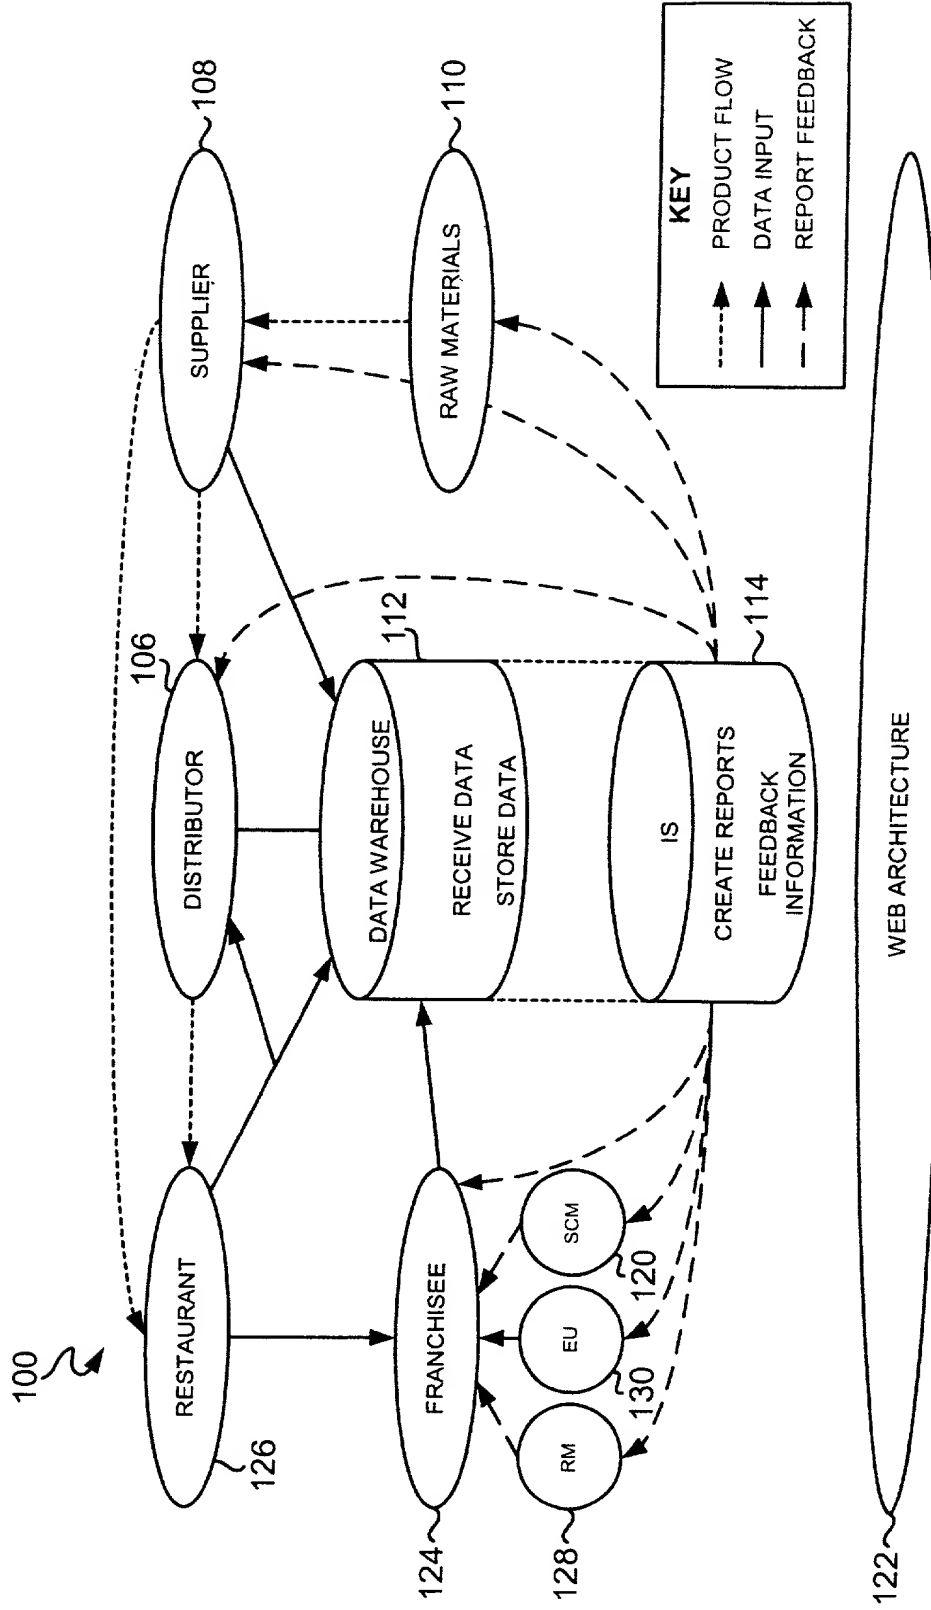 100
126
RESTAURANT
106
DISTRIBUTOR
SUPPLIER
108
124
FRANCHISEE
DATA WAREHOUSE
RECEIVE DATA
STORE DATA
112
RAW MATERIALS
110
128
RM
130
EU
120
SCM
IS
CREATE REPORTS
FEEDBACK
INFORMATION
114
KEY
PRODUCT FLOW
DATA INPUT
REPORT FEEDBACK
122
WEB ARCHITECTURE